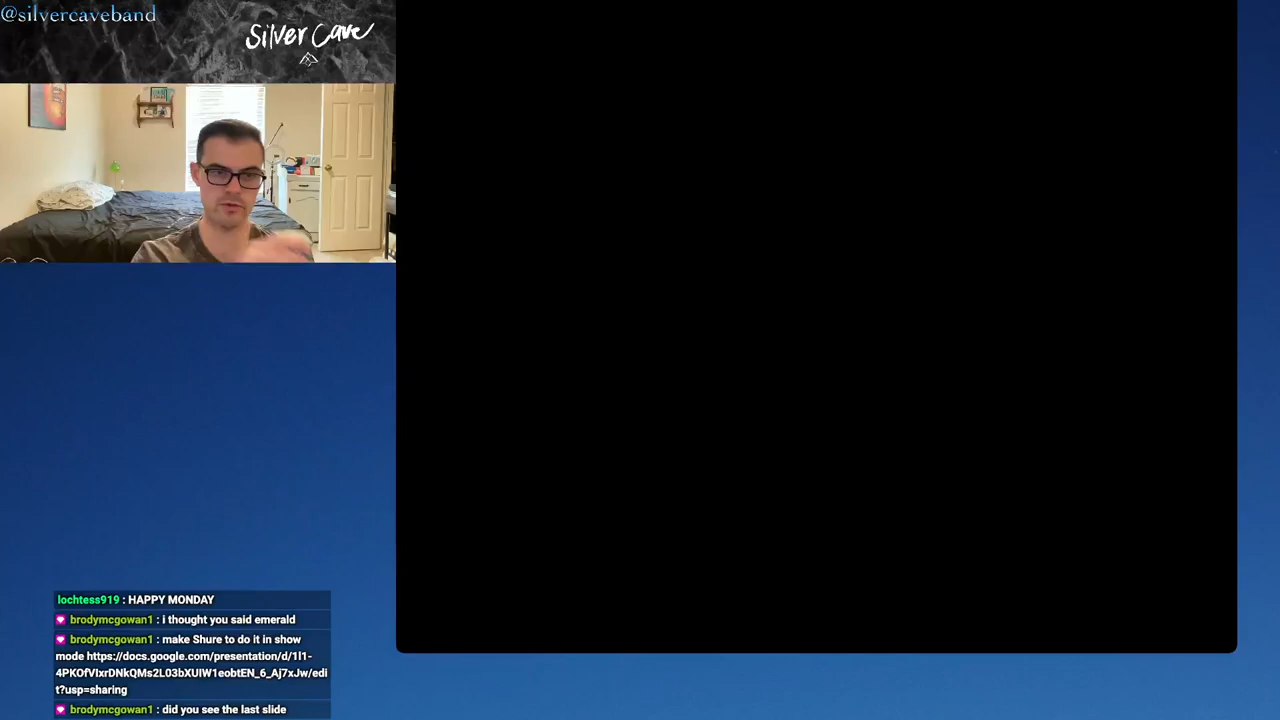 @silvercaveband
Silver Cave
lochtess919 : HAPPY MONDAY
brodymcgowan1 : i thought you said emerald
brodymcgowan1 : make Shure to do it in show
mode https://docs.google.com/presentation/d/1l1-
4PKOfVIxrDNkQMs2L03bXUIW1eobtEN_6_Aj7xJw/edi
t?usp=sharing
brodymcgowan1 : did you see the last slide